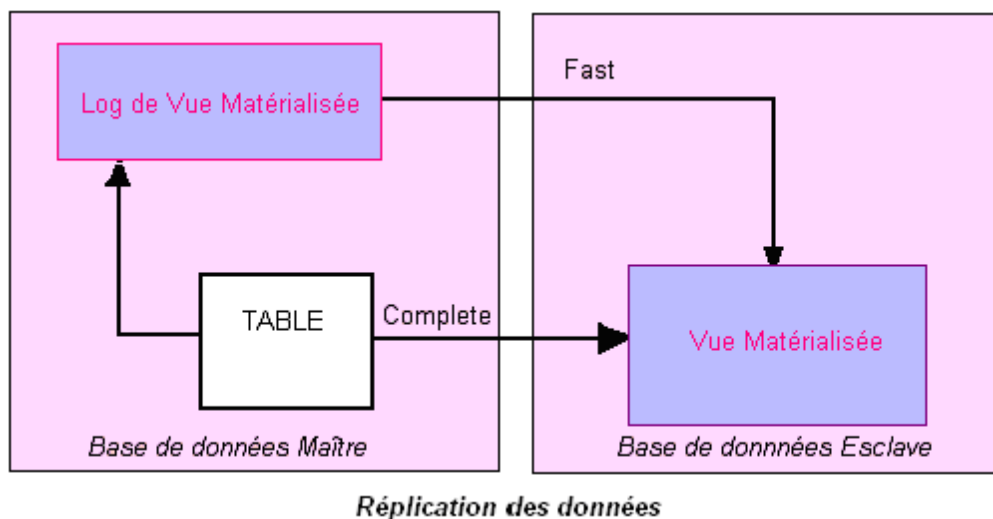 Fast
Log de Vue Matérialisée
TABLE
Complete
Vue Matérialisée
Base de données Maître
Base de donnnées Esclave
Réplication des données